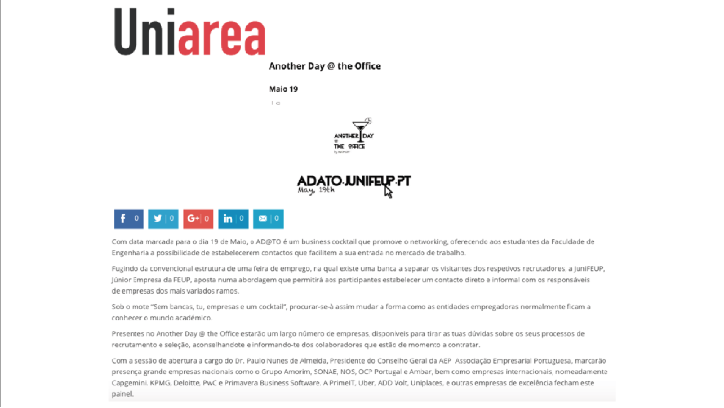 Uniarea
Another Day @ the Office
Maio 19
ANOTHER DAY
@
THE OFFICE
ADATO.JUNIFEUP.PT
May, 19th
f 0
0
G+ 0
in 0
0
Com data marcada para o dia 19 de Maio, o AD@TO é um business cocktail que promove o networking, oferecendo aos estudantes da Faculdade de
Engenharia a possibilidade de estabelecerem contactos que facilitem a sua entrada no mercado de trabalho.
Fugindo da convencional estrutura de uma feira de emprego, na qual existe uma banca a separar os visitantes dos respetivos recrutadores, a JuniFEUP,
Júnior Empresa da FEUP, aposta numa abordagem que permitirá aos participantes estabelecer um contacto direto e informal com os responsáveis
de empresas dos mais variados ramos.
Sob o mote "Sem bancas, tu, empresas e um cocktail", procurar-se-á assim mudar a forma como as entidades empregadoras normalmente ficam a
conhecer o mundo académico.
Presentes no Another Day @ the Office estarão um largo número de empresas, disponíveis para tirar as tuas dúvidas sobre os seus processos de
recrutamento e seleção, aconselhandote e informando-te dos colaboradores que estão de momento a contratar.
Com a sessão de abertura a cargo do Dr. Paulo Nunes de Almeida, Presidente do Conselho Geral da AEP Associação Empresarial Portuguesa, marcarão
presença grande empresas nacionais como o Grupo Amorim, SONAE, NOS, OCP Portugal e Ambar, bem como empresas internacionais, nomeadamente
Capgemini, KPMG, Deloitte, PwC e Primavera Business Software. A PrimeIT, Uber, ADD Volt, Uniplaces, e outras empresas de excelência fecham este
painel.